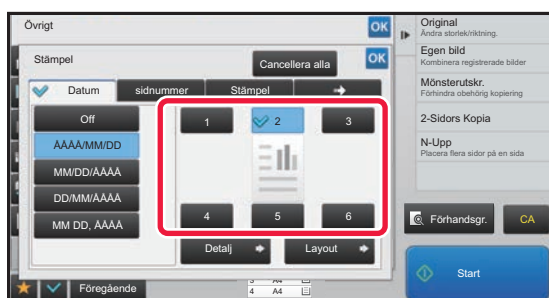 Övrigt
OK
Stämpel
Cancellera alla
OK
Datum
sidnummer
Stämpel
Off
ÅÅÅÅ/MM/DD
MM/DD/ÅÅÅÅ
DD/MM/ÅÅÅÅ
MM DD, ÅÅÅÅ
1
2
3
4
5
6
Detalj
Layout
Föregående
3 A4
4 A4
Original
Ändra storlek/riktning.
Egen bild
Kombinera registrerade bilder
Mönsterutskr.
Förhindra obehörig kopiering
2-Sidors Kopia
N-Upp
Placera flera sidor på en sida
Förhandsgr.
CA
Start